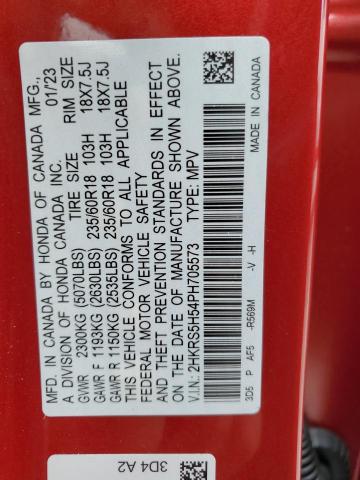 MFD. IN CANADA BY HONDA OF CANADA MFG.,
A DIVISION OF HONDA CANADA INC. 01/23
TIRE SIZE RIM SIZE
GVWR 2300KG (5070LBS)
GAWR F 1193KG (2630LBS) 235/60R18 103H 18X7.5J
GAWR R 1150KG (2535LBS) 235/60R18 103H 18X7.5J
THIS VEHICLE CONFORMS TO ALL APPLICABLE
FEDERAL MOTOR VEHICLE SAFETY
AND THEFT PREVENTION STANDARDS IN EFFECT
ON THE DATE OF MANUFACTURE SHOWN ABOVE.
V.I.N.: 2HKRS5H54PH705573 TYPE: MPV
3D5 P AF5 -R569M -V -H MADE IN CANADA
3D4 A2